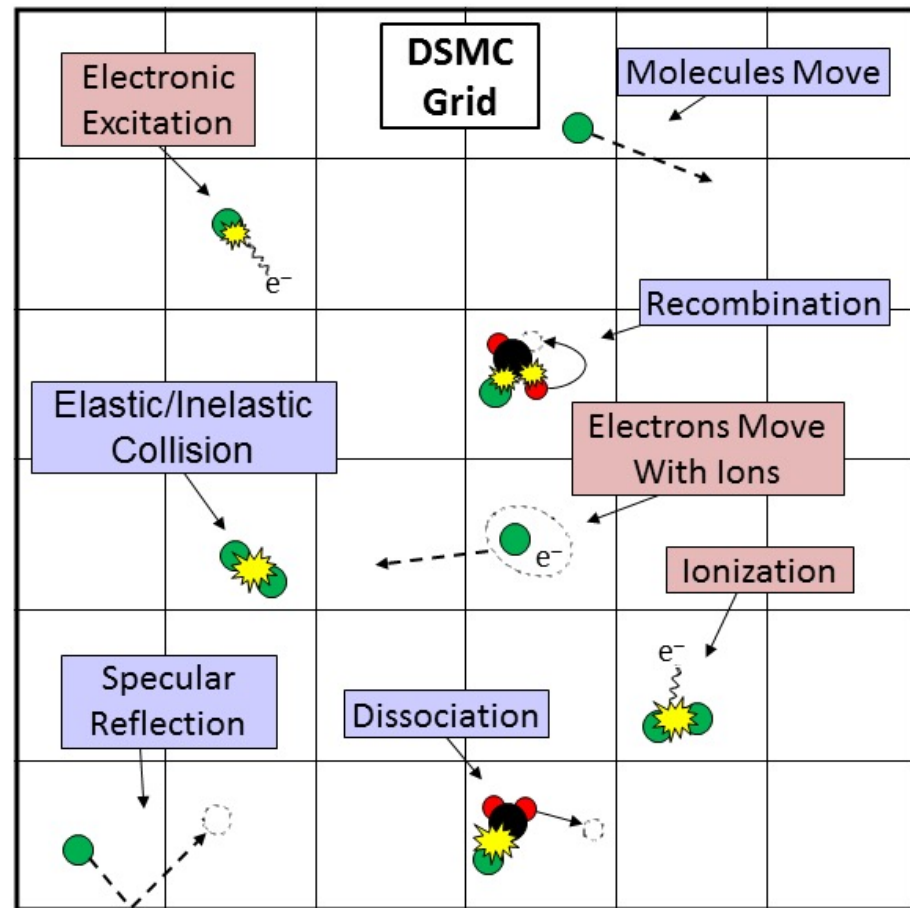 DSMC
Grid
Electronic
Excitation
Molecules Move
e⁻
Recombination
Elastic/Inelastic
Collision
Electrons Move
With Ions
e⁻
Ionization
e⁻
Specular
Reflection
Dissociation